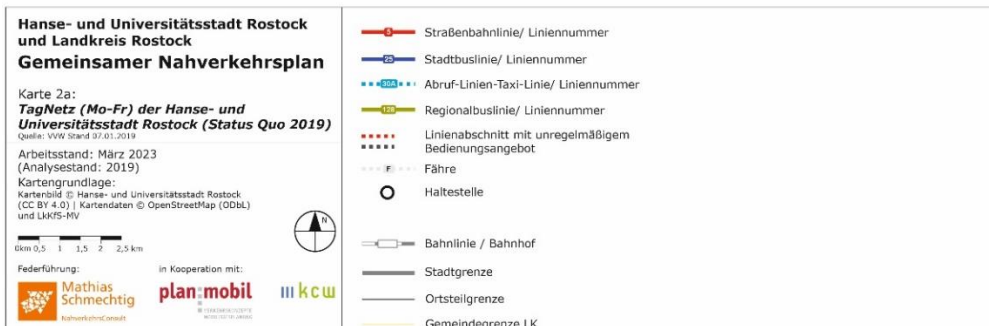 Hanse- und Universitätsstadt Rostock
und Landkreis Rostock
Gemeinsamer Nahverkehrsplan
Karte 2a:
TagNetz (Mo-Fr) der Hanse- und
Universitätsstadt Rostock (Status Quo 2019)
Quelle: VVW Stand 07.01.2019
Arbeitsstand: März 2023
(Analysestand: 2019)
Kartengrundlage:
Kartenbild © Hanse- und Universitätsstadt Rostock
(CC BY 4.0) | Kartendaten © OpenStreetMap (ODbL)
und LkKfS-MV
N
0km 0,5 1 1,5 2 2,5 km
Federführung:
in Kooperation mit:
Mathias
Schmechtig
NahverkehrsConsult
plan:mobil
kcw
5 Straßenbahnlinie/ Liniennummer
25 Stadtbuslinie/ Liniennummer
30A Abruf-Linien-Taxi-Linie/ Liniennummer
Regionalbuslinie/ Liniennummer
Linienabschnitt mit unregelmäßigem
Bedienungsangebot
F Fähre
Haltestelle
Bahnlinie / Bahnhof
Stadtgrenze
Ortsteilgrenze
Gemeindegrenze LK